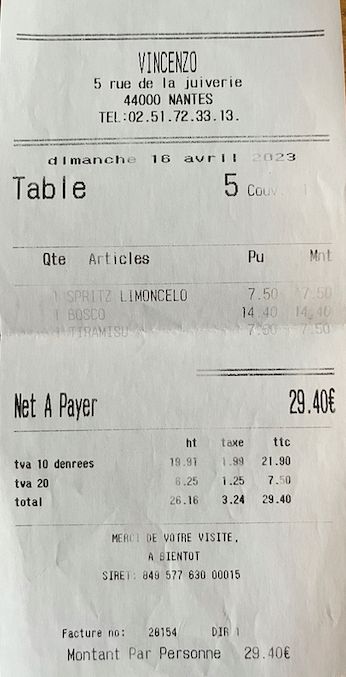 VINCENZO
5 rue de la juiverie
44000 NANTES
TEL:02.51.72.33.13.
dimanche 16 avril 2023
Table 5 Couv. 1
Qte Articles Pu Mnt
1 SPRITZ LIMONCELO 7.50 7.50
1 BOSCO 14.40 14.40
1 TIRAMISU 7.50 7.50
Net A Payer 29.40€
ht taxe ttc
tva 10 denrees 19.91 1.99 21.90
tva 20 6.25 1.25 7.50
total 26.16 3.24 29.40
MERCI DE VOTRE VISITE,
A BIENTOT
SIRET: 849 577 630 00015
Facture no: 28154 DIR 1
Montant Par Personne 29.40€